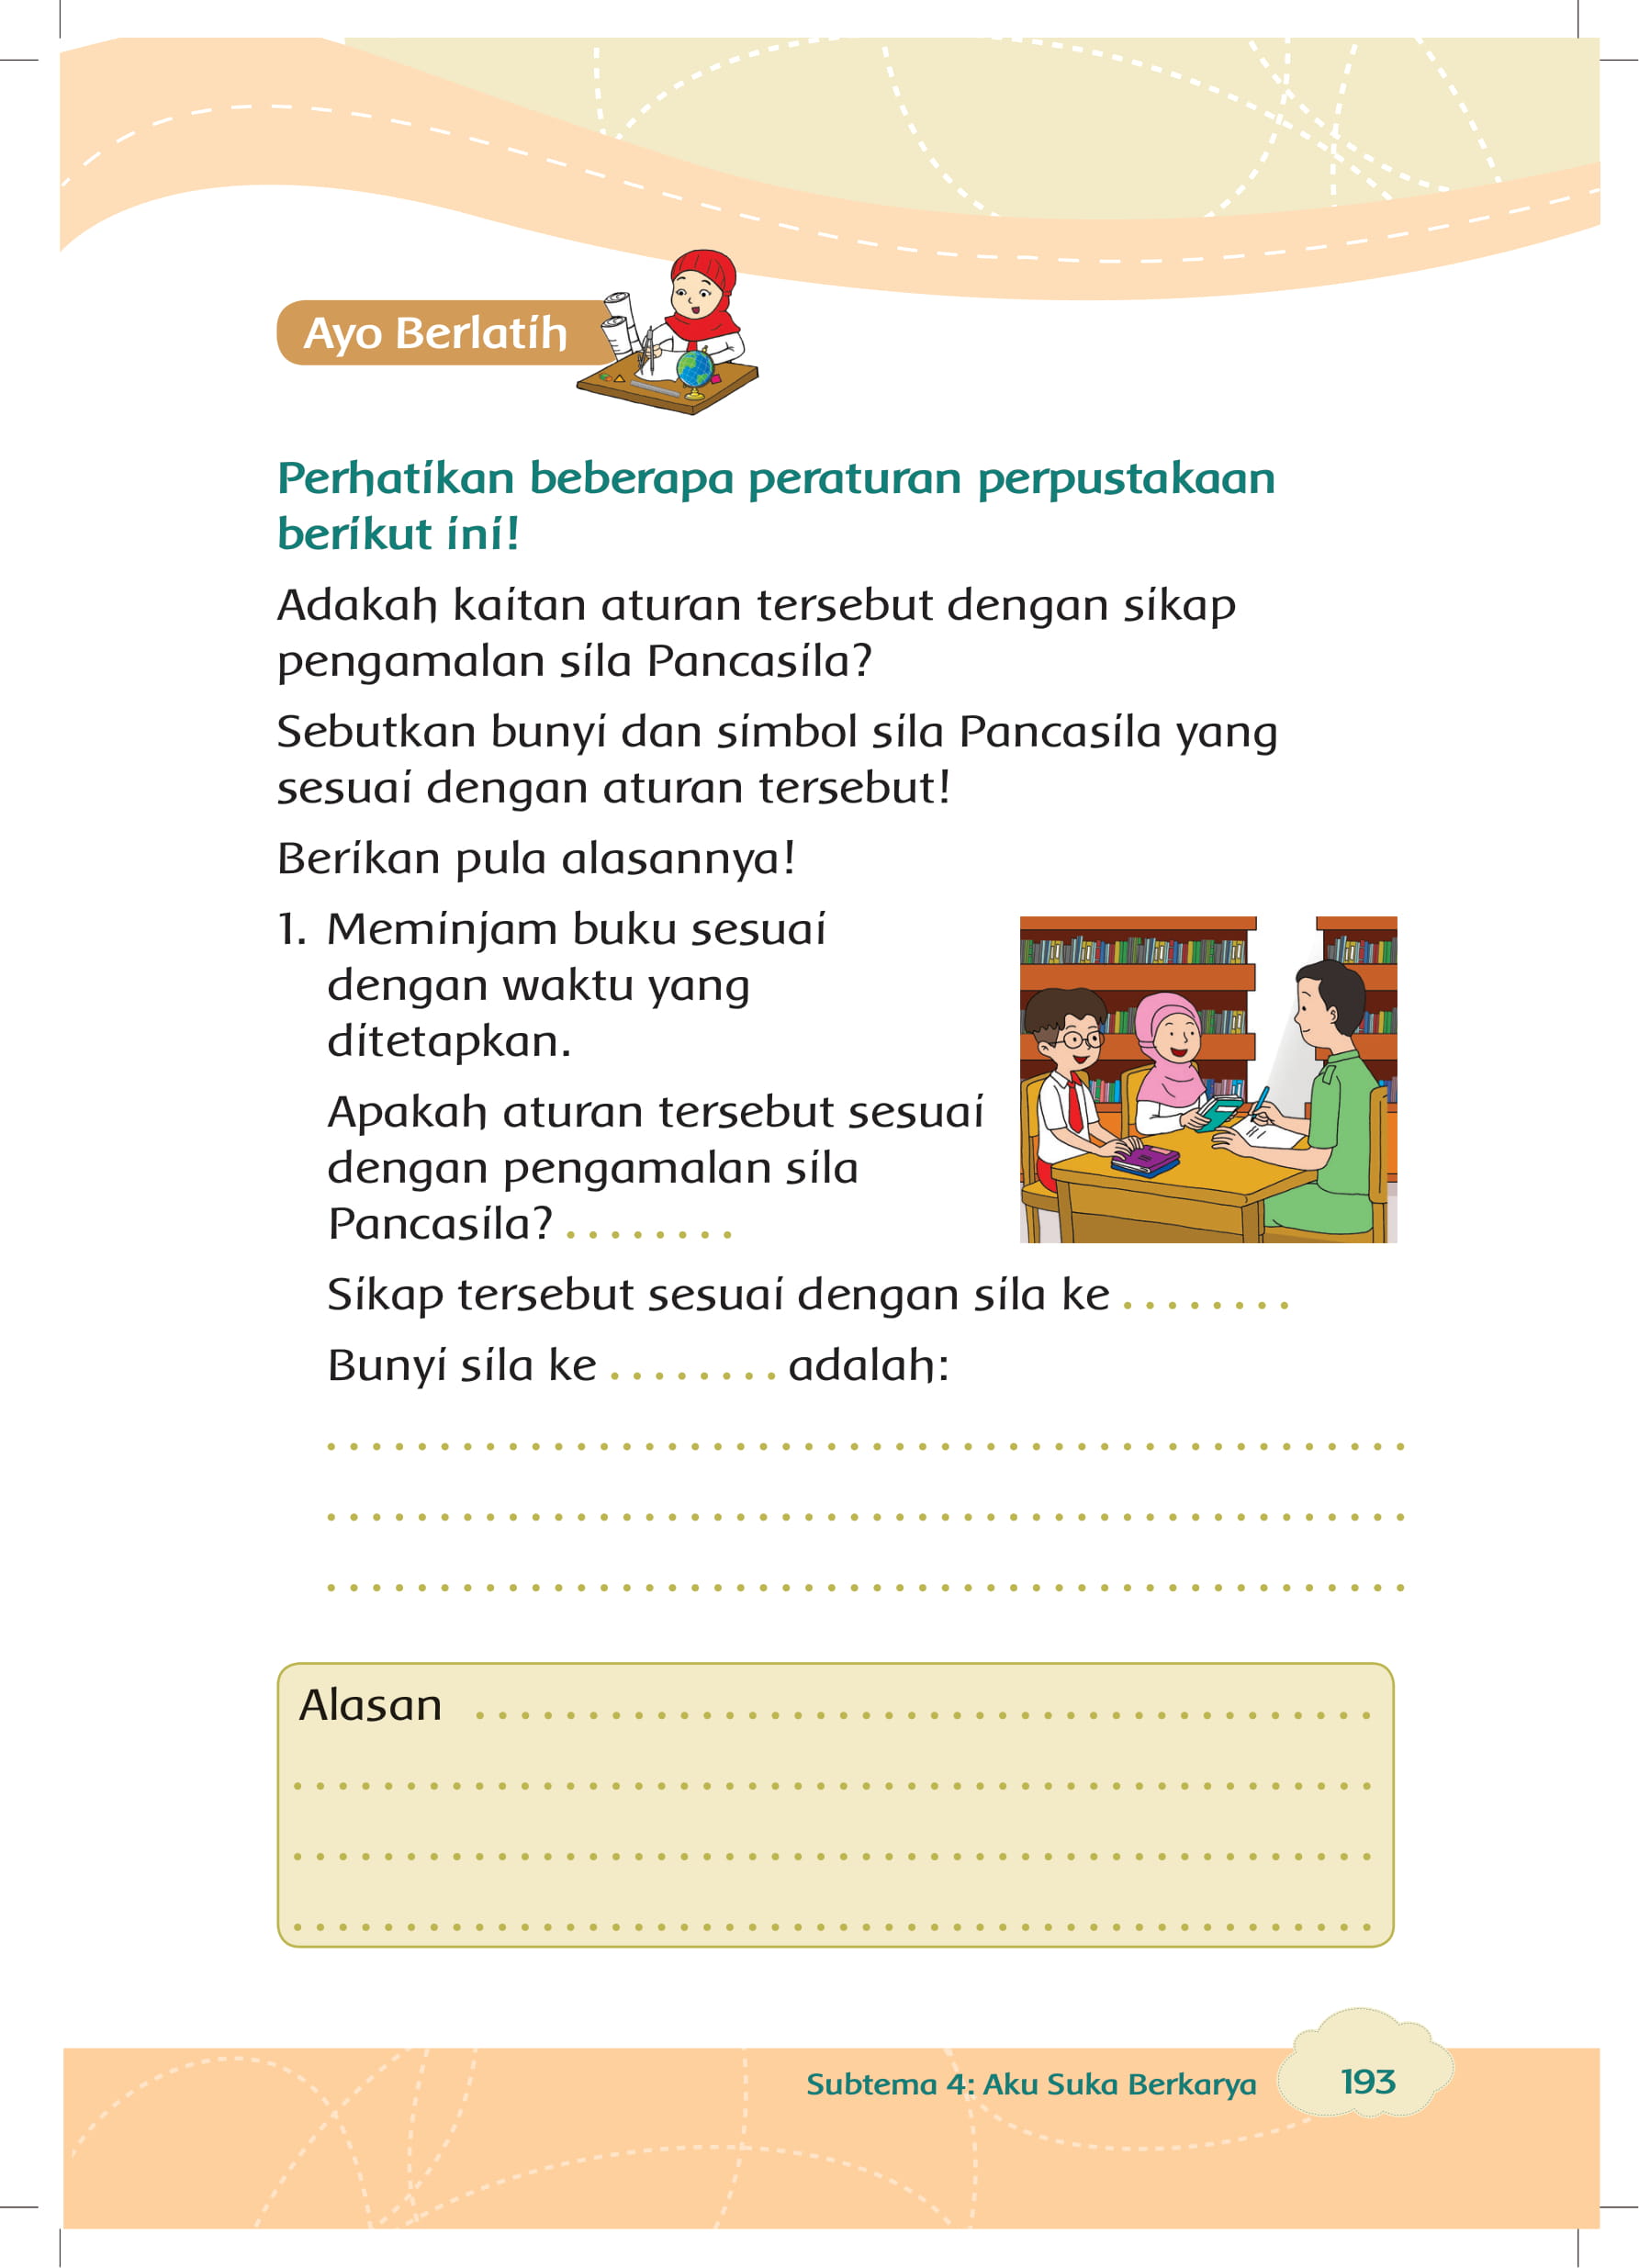 Ayo Berlatih
Perhatikan beberapa peraturan perpustakaan
berikut ini!
Adakah kaitan aturan tersebut dengan sikap
pengamalan sila Pancasila?
Sebutkan bunyi dan simbol sila Pancasila yang
sesuai dengan aturan tersebut!
Berikan pula alasannya!
1. Meminjam buku sesuai
dengan waktu yang
ditetapkan.
Apakah aturan tersebut sesuai
dengan pengamalan sila
Pancasila? . . . . . . . .
Sikap tersebut sesuai dengan sila ke . . . . . . . .
Bunyi sila ke . . . . . . . . adalah:
Alasan
Subtema 4: Aku Suka Berkarya
193